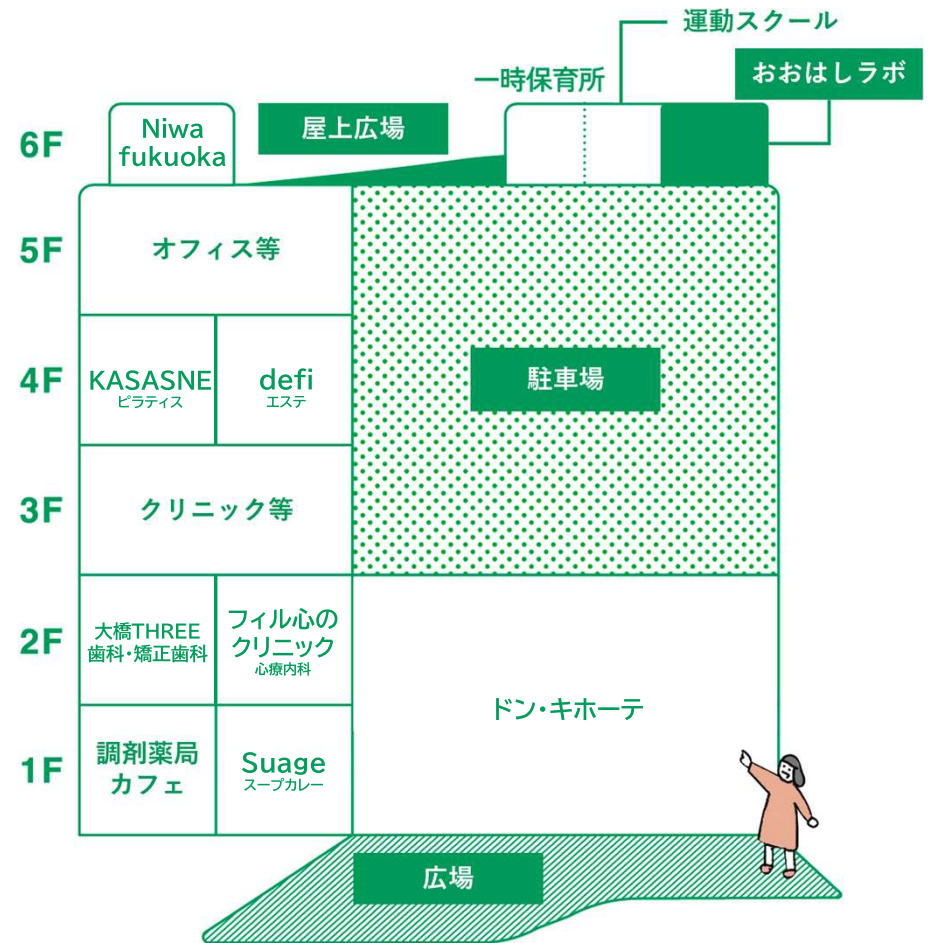 運動スクール
一時保育所
おおはしラボ
6F
Niwa
fukuoka
屋上広場
5F
オフィス等
4F
KASASNE
ピラティス
defi
エステ
駐車場
3F
クリニック等
2F
大橋THREE
歯科・矯正歯科
フィル心の
クリニック
心療内科
ドン・キホーテ
1F
調剤薬局
カフェ
Suage
スープカレー
広場